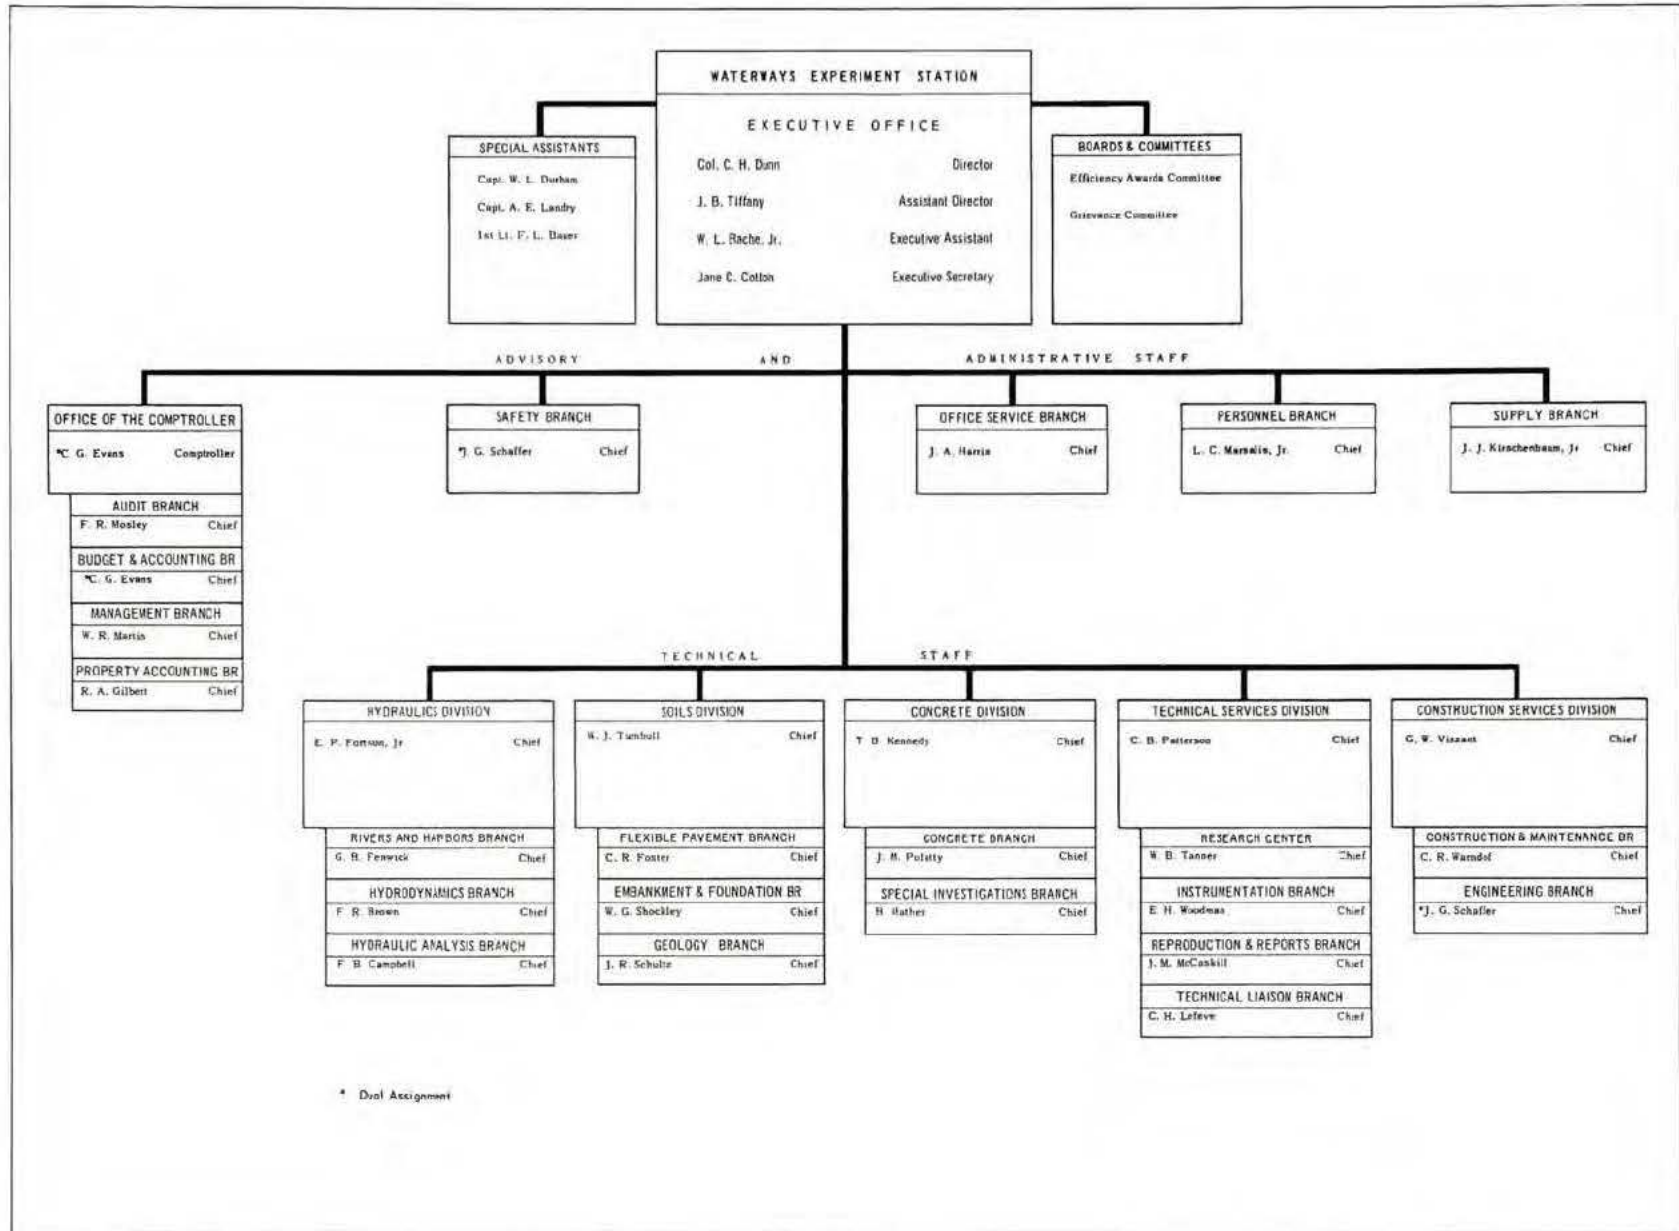 WATERWAYS EXPERIMENT STATION
EXECUTIVE OFFICE
Col. C. H. Dunn Director
J. B. Tiffany Assistant Director
W. L. Rache, Jr. Executive Assistant
Jane C. Cotton Executive Secretary
SPECIAL ASSISTANTS
Capt. W. L. Durham
Capt. A. E. Landry
1st Lt. F. L.
BOARDS & COMMITTEES
Efficiency Awards Committee
Grievance Committee
ADVISORY AND ADMINISTRATIVE STAFF
OFFICE OF THE COMPTROLLER
*C. G. Evans Comptroller
AUDIT BRANCH
F. R. Mosley Chief
BUDGET & ACCOUNTING BR
*C. G. Evans Chief
MANAGEMENT BRANCH
W. R. Martin Chief
PROPERTY ACCOUNTING BR
R. A. Gilbert Chief
SAFETY BRANCH
*J. G. Schaffer Chief
OFFICE SERVICE BRANCH
J. A. Harris Chief
PERSONNEL BRANCH
L. C. Marsalis, Jr. Chief
SUPPLY BRANCH
J. J. Kirschenbaum, Jr Chief
TECHNICAL STAFF
HYDRAULICS DIVISION
E. P. Fortson, Jr Chief
RIVERS AND HARBORS BRANCH
G. B. Fenwick Chief
HYDRODYNAMICS BRANCH
F. R. Brown Chief
HYDRAULIC ANALYSIS BRANCH
F. B. Campbell Chief
SOILS DIVISION
W. J. Turnbull Chief
FLEXIBLE PAVEMENT BRANCH
C. R. Foster Chief
EMBANKMENT & FOUNDATION BR
W. G. Shockley Chief
GEOLOGY BRANCH
J. R. Schultz Chief
CONCRETE DIVISION
T. B. Kennedy Chief
CONCRETE BRANCH
J. M. Polatty Chief
SPECIAL INVESTIGATIONS BRANCH
B. Mather Chief
TECHNICAL SERVICES DIVISION
C. B. Patterson Chief
RESEARCH CENTER
W. B. Tanner Chief
INSTRUMENTATION BRANCH
E. H. Woodman Chief
REPRODUCTION & REPORTS BRANCH
J. M. McCaskill Chief
TECHNICAL LIAISON BRANCH
C. H. Lefeve Chief
CONSTRUCTION SERVICES DIVISION
G. W. Vinzant Chief
CONSTRUCTION & MAINTENANCE BR
C. R. Warndof Chief
ENGINEERING BRANCH
*J. G. Schaffer Chief
* Dual Assignment